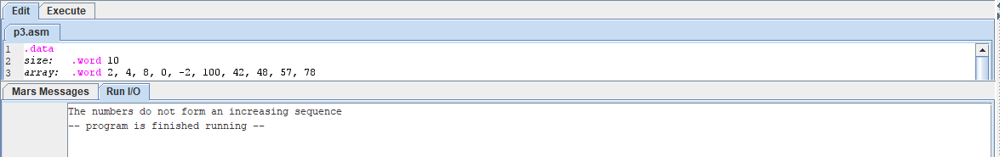 Edit Execute
p3.asm
1 .data
2 size: .word 10
3 array: .word 2, 4, 8, 0, -2, 100, 42, 48, 57, 78
Mars Messages Run I/O
The numbers do not form an increasing sequence
-- program is finished running --